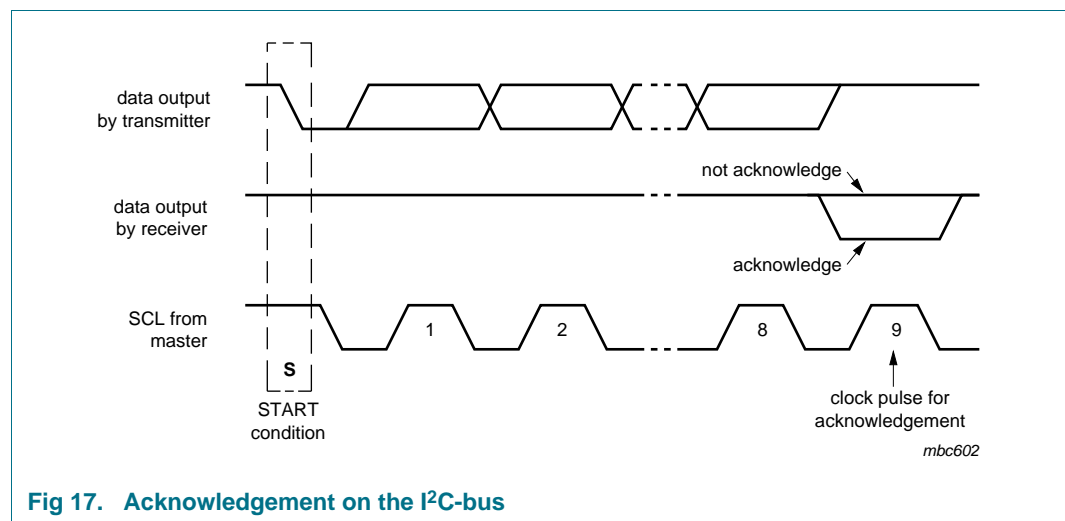 data output
by transmitter
not acknowledge
data output
by receiver
acknowledge
SCL from
master
1
2
8
9
S
START
condition
clock pulse for
acknowledgement
mbc602
Fig 17. Acknowledgement on the I²C-bus